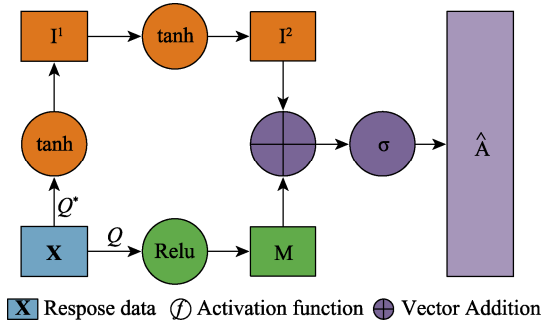 I¹ tanh I²
tanh σ Â
Q*
Q
X Relu M
X Respose data f Activation function Vector Addition